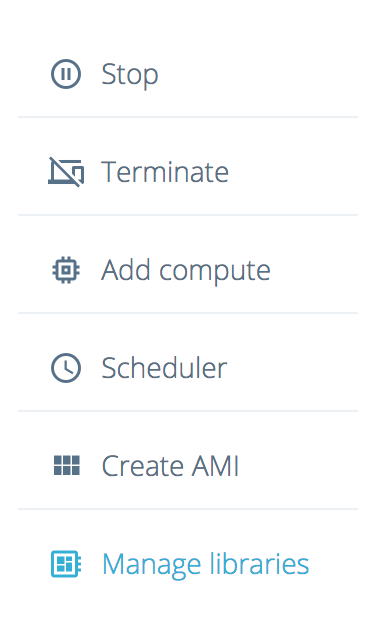 Stop
Terminate
Add compute
Scheduler
Create AMI
Manage libraries